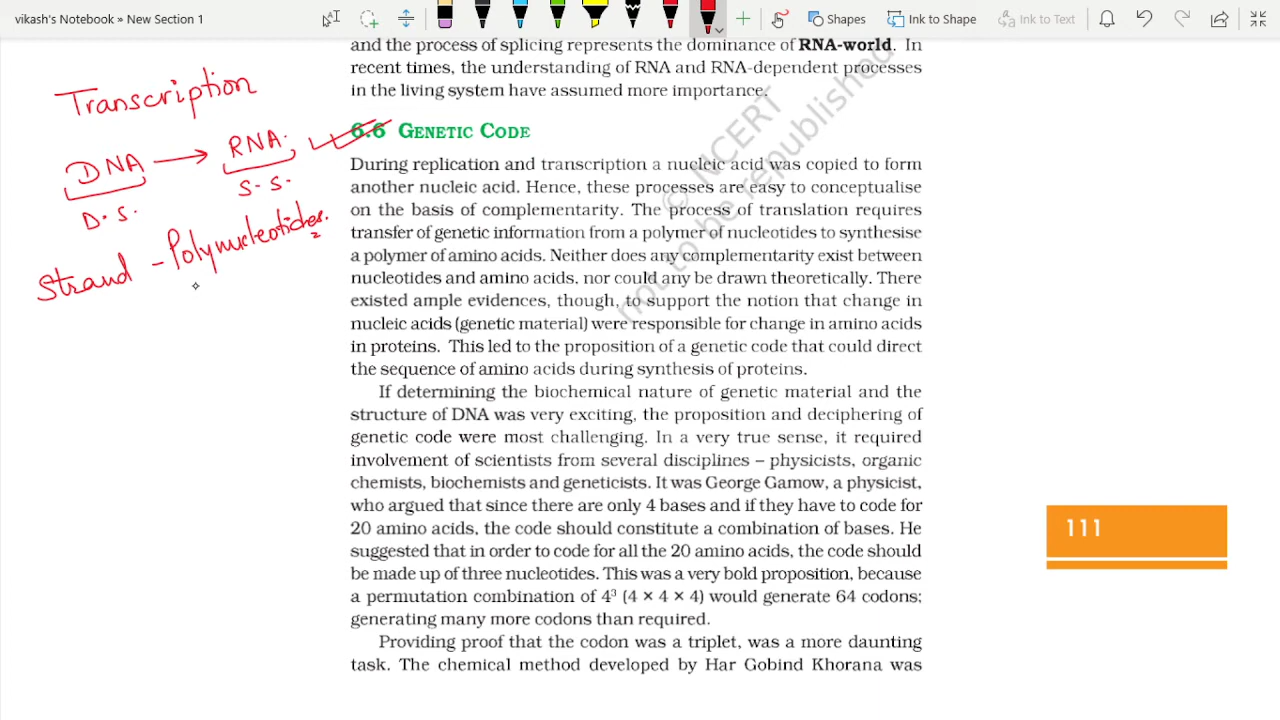 vikash's Notebook » New Section 1
Shapes
Ink to Shape
Ink to Text
and the process of splicing represents the dominance of RNA-world. In
recent times, the understanding of RNA and RNA-dependent processes
in the living system have assumed more importance.
Transcription
DNA → RNA.
D.S.
S.S.
Strand - Polynucleotides.
6.6 GENETIC CODE
During replication and transcription a nucleic acid was copied to form
another nucleic acid. Hence, these processes are easy to conceptualise
on the basis of complementarity. The process of translation requires
transfer of genetic information from a polymer of nucleotides to synthesise
a polymer of amino acids. Neither does any complementarity exist between
nucleotides and amino acids, nor could any be drawn theoretically. There
existed ample evidences, though, to support the notion that change in
nucleic acids (genetic material) were responsible for change in amino acids
in proteins. This led to the proposition of a genetic code that could direct
the sequence of amino acids during synthesis of proteins.
If determining the biochemical nature of genetic material and the
structure of DNA was very exciting, the proposition and deciphering of
genetic code were most challenging. In a very true sense, it required
involvement of scientists from several disciplines – physicists, organic
chemists, biochemists and geneticists. It was George Gamow, a physicist,
who argued that since there are only 4 bases and if they have to code for
20 amino acids, the code should constitute a combination of bases. He
suggested that in order to code for all the 20 amino acids, the code should
be made up of three nucleotides. This was a very bold proposition, because
a permutation combination of 4³ (4 × 4 × 4) would generate 64 codons;
generating many more codons than required.
Providing proof that the codon was a triplet, was a more daunting
task. The chemical method developed by Har Gobind Khorana was
111
© NCERT
not to be republished